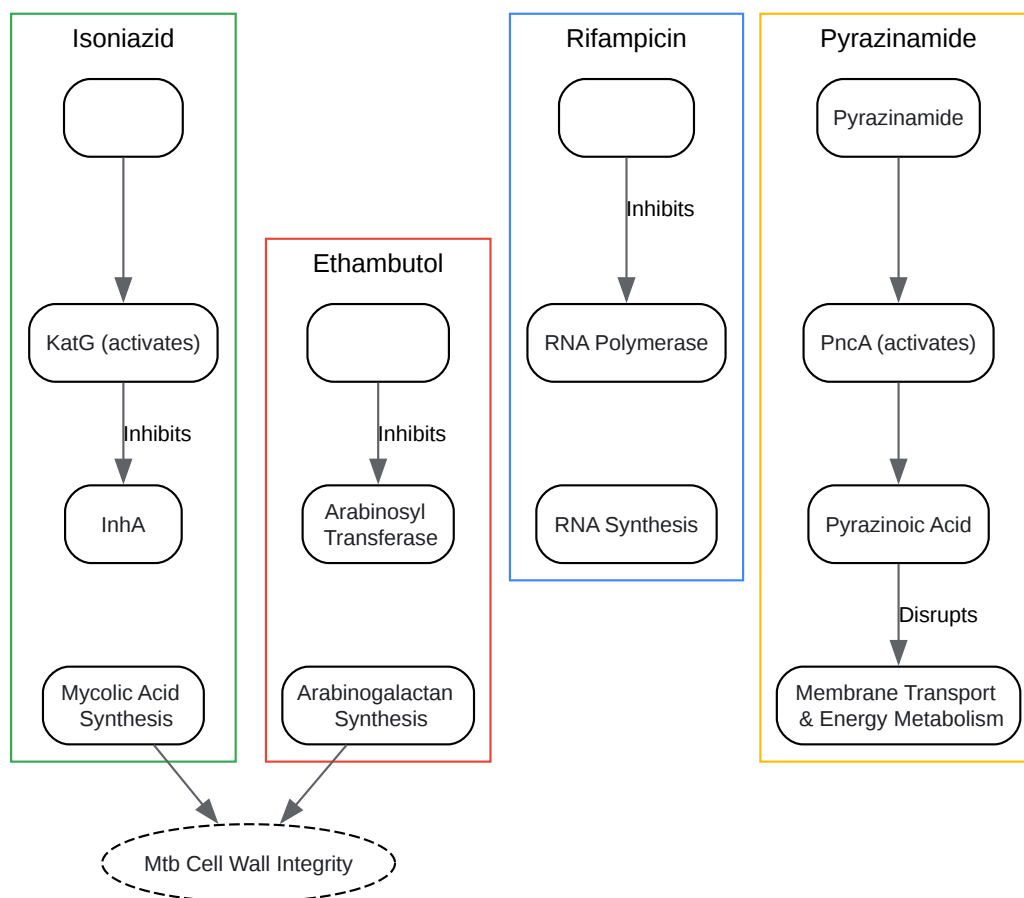 Isoniazid
KatG (activates)
Inhibits
InhA
Mycolic Acid
Synthesis
Ethambutol
Inhibits
Arabinosyl
Transferase
Arabinogalactan
Synthesis
Mtb Cell Wall Integrity
Rifampicin
Inhibits
RNA Polymerase
RNA Synthesis
Pyrazinamide
Pyrazinamide
PncA (activates)
Pyrazinoic Acid
Disrupts
Membrane Transport
& Energy Metabolism